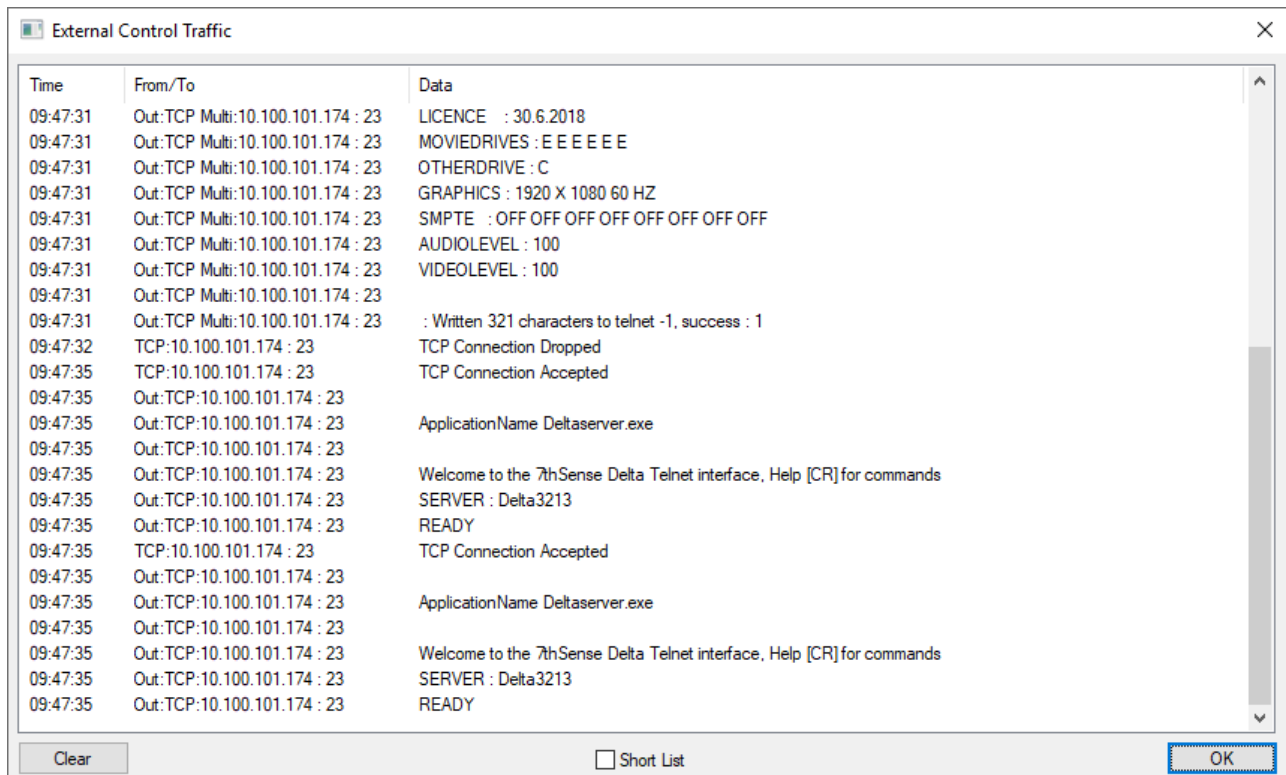 External Control Traffic
Time From/To Data
09:47:31 Out:TCP Multi:10.100.101.174 : 23 LICENCE : 30.6.2018
09:47:31 Out:TCP Multi:10.100.101.174 : 23 MOVIEDRIVES : E E E E E E
09:47:31 Out:TCP Multi:10.100.101.174 : 23 OTHERDRIVE : C
09:47:31 Out:TCP Multi:10.100.101.174 : 23 GRAPHICS : 1920 X 1080 60 HZ
09:47:31 Out:TCP Multi:10.100.101.174 : 23 SMPTE : OFF OFF OFF OFF OFF OFF OFF OFF
09:47:31 Out:TCP Multi:10.100.101.174 : 23 AUDIOLEVEL : 100
09:47:31 Out:TCP Multi:10.100.101.174 : 23 VIDEOLEVEL : 100
09:47:31 Out:TCP Multi:10.100.101.174 : 23
09:47:31 Out:TCP Multi:10.100.101.174 : 23 : Written 321 characters to telnet -1, success : 1
09:47:32 TCP:10.100.101.174 : 23 TCP Connection Dropped
09:47:35 TCP:10.100.101.174 : 23 TCP Connection Accepted
09:47:35 Out:TCP:10.100.101.174 : 23
09:47:35 Out:TCP:10.100.101.174 : 23 ApplicationName Deltaserver.exe
09:47:35 Out:TCP:10.100.101.174 : 23
09:47:35 Out:TCP:10.100.101.174 : 23 Welcome to the 7thSense Delta Telnet interface, Help [CR] for commands
09:47:35 Out:TCP:10.100.101.174 : 23 SERVER : Delta3213
09:47:35 Out:TCP:10.100.101.174 : 23 READY
09:47:35 TCP:10.100.101.174 : 23 TCP Connection Accepted
09:47:35 Out:TCP:10.100.101.174 : 23
09:47:35 Out:TCP:10.100.101.174 : 23 ApplicationName Deltaserver.exe
09:47:35 Out:TCP:10.100.101.174 : 23
09:47:35 Out:TCP:10.100.101.174 : 23 Welcome to the 7thSense Delta Telnet interface, Help [CR] for commands
09:47:35 Out:TCP:10.100.101.174 : 23 SERVER : Delta3213
09:47:35 Out:TCP:10.100.101.174 : 23 READY
Clear Short List OK